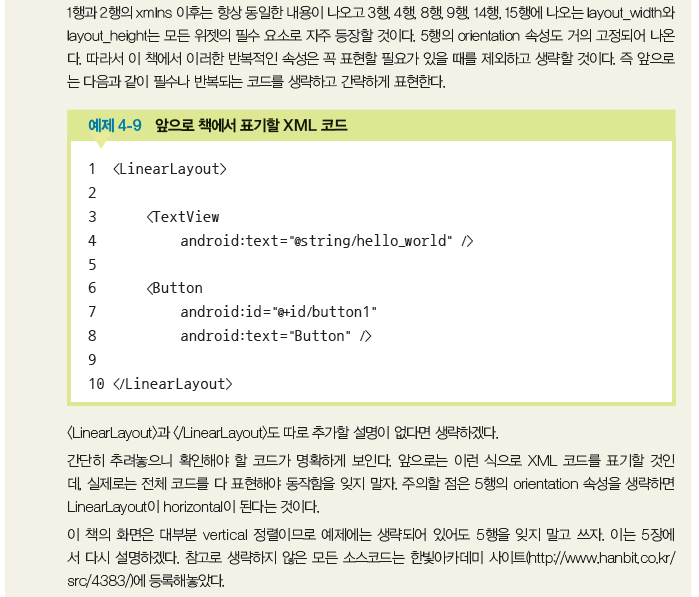 1행과 2행의 xmlns 이후는 항상 동일한 내용이 나오고 3행, 4행, 8행, 9행, 14행, 15행에 나오는 layout_width와
layout_height는 모든 위젯의 필수 요소로 자주 등장할 것이다. 5행의 orientation 속성도 거의 고정되어 나온
다. 따라서 이 책에서 이러한 반복적인 속성은 꼭 표현할 필요가 있을 때를 제외하고 생략할 것이다. 즉 앞으로
는 다음과 같이 필수나 반복되는 코드를 생략하고 간략하게 표현한다.
예제 4-9 앞으로 책에서 표기할 XML 코드
1 <LinearLayout>
2
3 <TextView
4 android:text="@string/hello_world" />
5
6 <Button
7 android:id="@+id/button1"
8 android:text="Button" />
9
10 </LinearLayout>
<LinearLayout>과 </LinearLayout>도 따로 추가할 설명이 없다면 생략하겠다.
간단히 추려놓으니 확인해야 할 코드가 명확하게 보인다. 앞으로는 이런 식으로 XML 코드를 표기할 것인
데, 실제로는 전체 코드를 다 표현해야 동작함을 잊지 말자. 주의할 점은 5행의 orientation 속성을 생략하면
LinearLayout이 horizontal이 된다는 것이다.
이 책의 화면은 대부분 vertical 정렬이므로 예제에는 생략되어 있어도 5행을 잊지 말고 쓰자. 이는 5장에
서 다시 설명하겠다. 참고로 생략하지 않은 모든 소스코드는 한빛아카데미 사이트(http://www.hanbit.co.kr/
src/4383/)에 등록해놓았다.